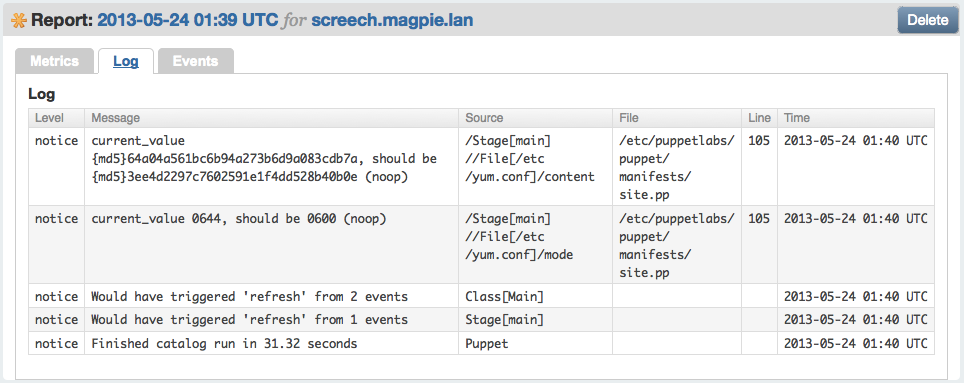 Report: 2013-05-24 01:39 UTC for screech.magpie.lan Delete
Metrics Log Events
Log
Level Message Source File Line Time
notice current_value /Stage[main] /etc/puppetlabs/ 105 2013-05-24 01:40 UTC
{md5}64a04a561bc6b94a273b6d9a083cdb7a, should be //File[/etc puppet/
{md5}3ee4d2297c7602591e1f4dd528b40b0e (noop) /yum.conf]/content manifests/
site.pp
notice current_value 0644, should be 0600 (noop) /Stage[main] /etc/puppetlabs/ 105 2013-05-24 01:40 UTC
//File[/etc puppet/
/yum.conf]/mode manifests/
site.pp
notice Would have triggered 'refresh' from 2 events Class[Main] 2013-05-24 01:40 UTC
notice Would have triggered 'refresh' from 1 events Stage[main] 2013-05-24 01:40 UTC
notice Finished catalog run in 31.32 seconds Puppet 2013-05-24 01:40 UTC